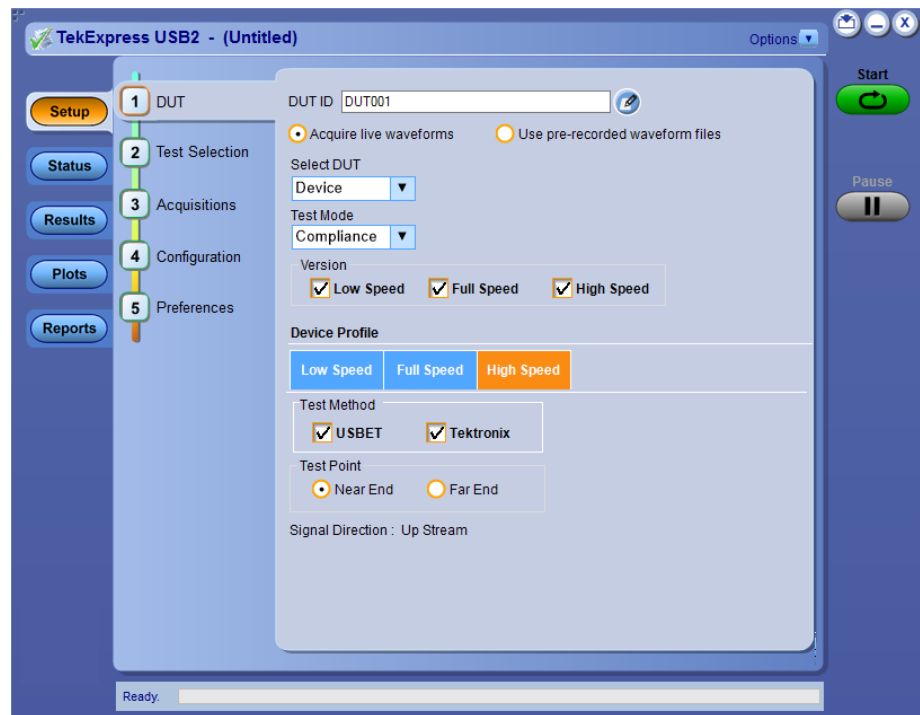 TekExpress USB2 - (Untitled)
Options
Start
Pause
Setup
Status
Results
Plots
Reports
1 DUT
2 Test Selection
3 Acquisitions
4 Configuration
5 Preferences
DUT ID DUT001
Acquire live waveforms Use pre-recorded waveform files
Select DUT
Device
Test Mode
Compliance
Version
Low Speed Full Speed High Speed
Device Profile
Low Speed Full Speed High Speed
Test Method
USBET Tektronix
Test Point
Near End Far End
Signal Direction : Up Stream
Ready.